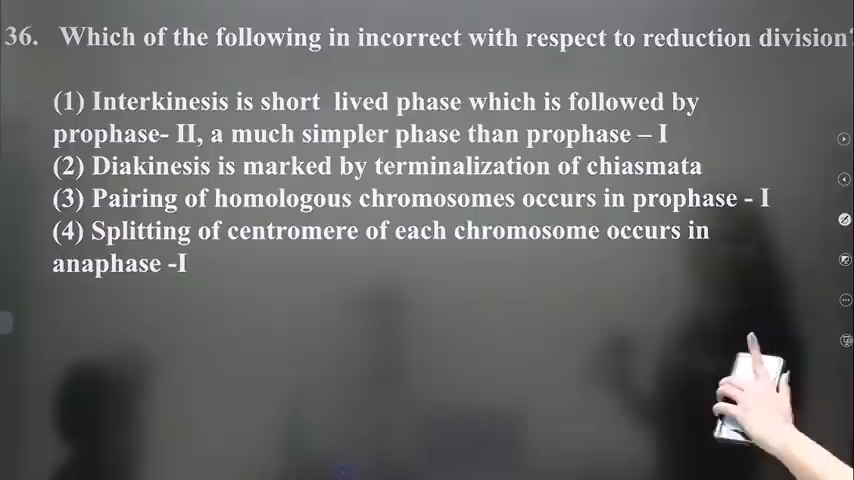 36. Which of the following in incorrect with respect to reduction division?
(1) Interkinesis is short lived phase which is followed by
prophase- II, a much simpler phase than prophase – I
(2) Diakinesis is marked by terminalization of chiasmata
(3) Pairing of homologous chromosomes occurs in prophase - I
(4) Splitting of centromere of each chromosome occurs in
anaphase -I